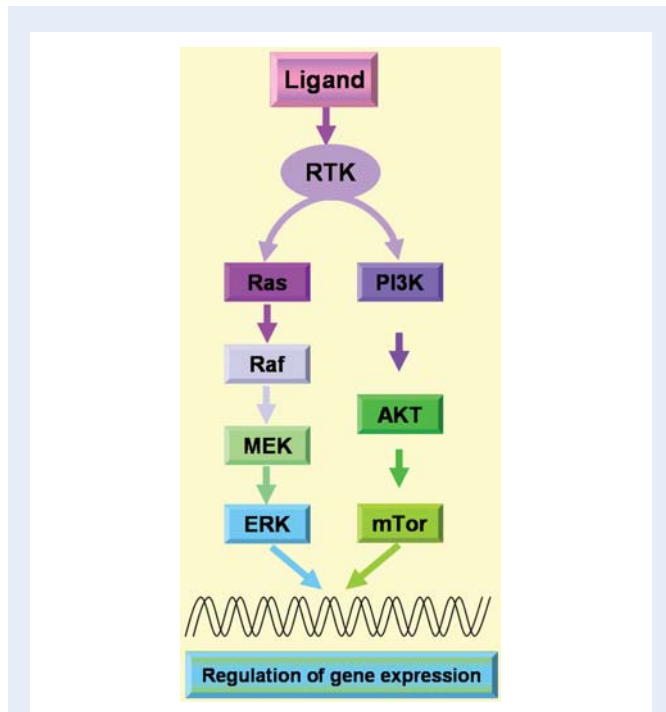 Ligand
RTK
Ras
PI3K
Raf
AKT
MEK
ERK
mTor
Regulation of gene expression